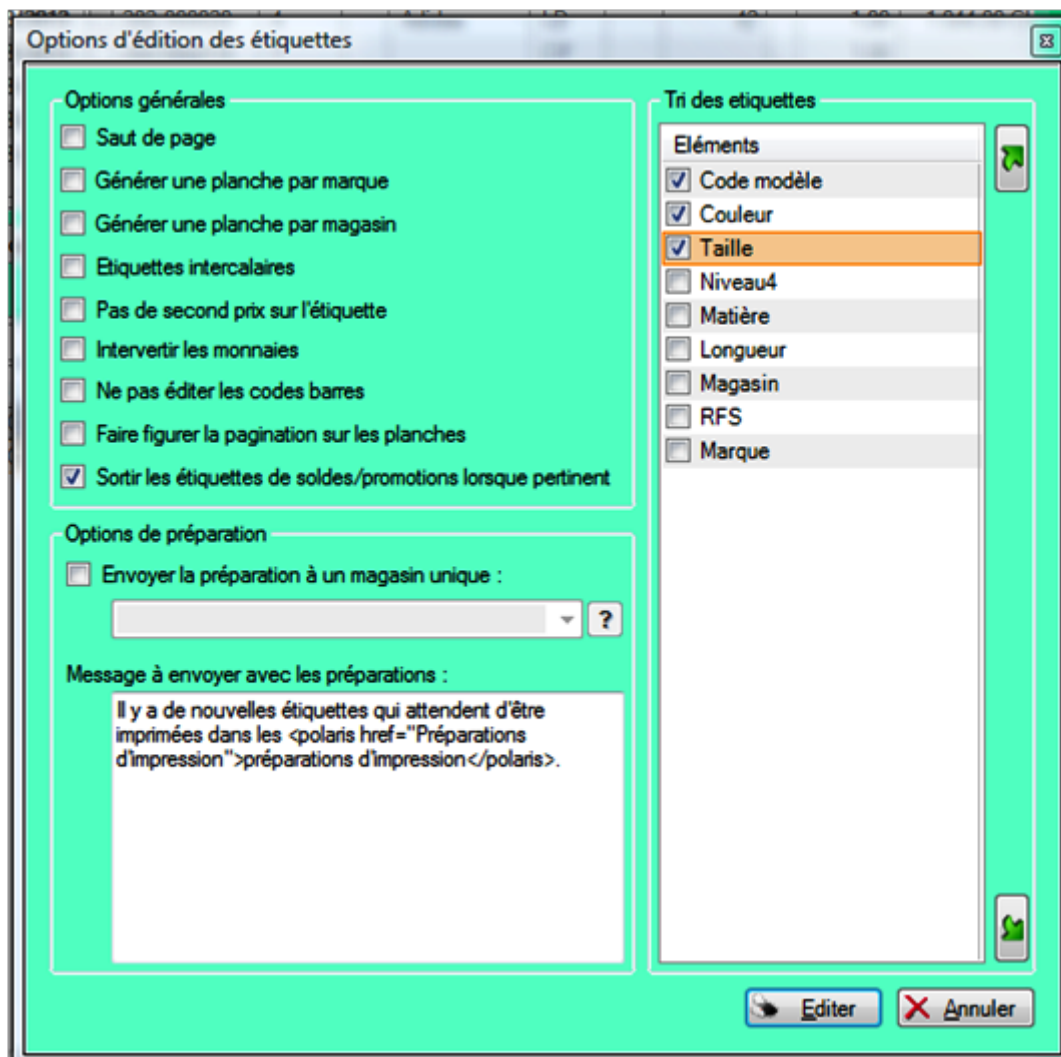 Options d'édition des étiquettes
Options générales
Saut de page
Générer une planche par marque
Générer une planche par magasin
Etiquettes intercalaires
Pas de second prix sur l'étiquette
Intervertir les monnaies
Ne pas éditer les codes barres
Faire figurer la pagination sur les planches
Sortir les étiquettes de soldes/promotions lorsque pertinent
Options de préparation
Envoyer la préparation à un magasin unique :
?
Message à envoyer avec les préparations :
Il y a de nouvelles étiquettes qui attendent d'être
imprimées dans les <polaris href="Préparations
d'impression">préparations d'impression</polaris>.
Tri des etiquettes
Eléments
Code modèle
Couleur
Taille
Niveau4
Matière
Longueur
Magasin
RFS
Marque
Editer
Annuler